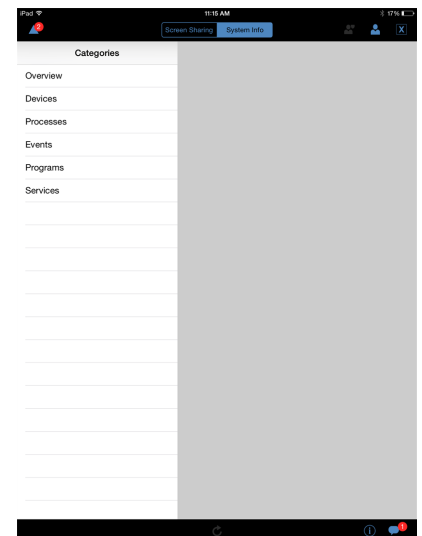 iPad 11:15 AM 17%
2 Screen Sharing System Info X
Categories
Overview
Devices
Processes
Events
Programs
Services
i 1